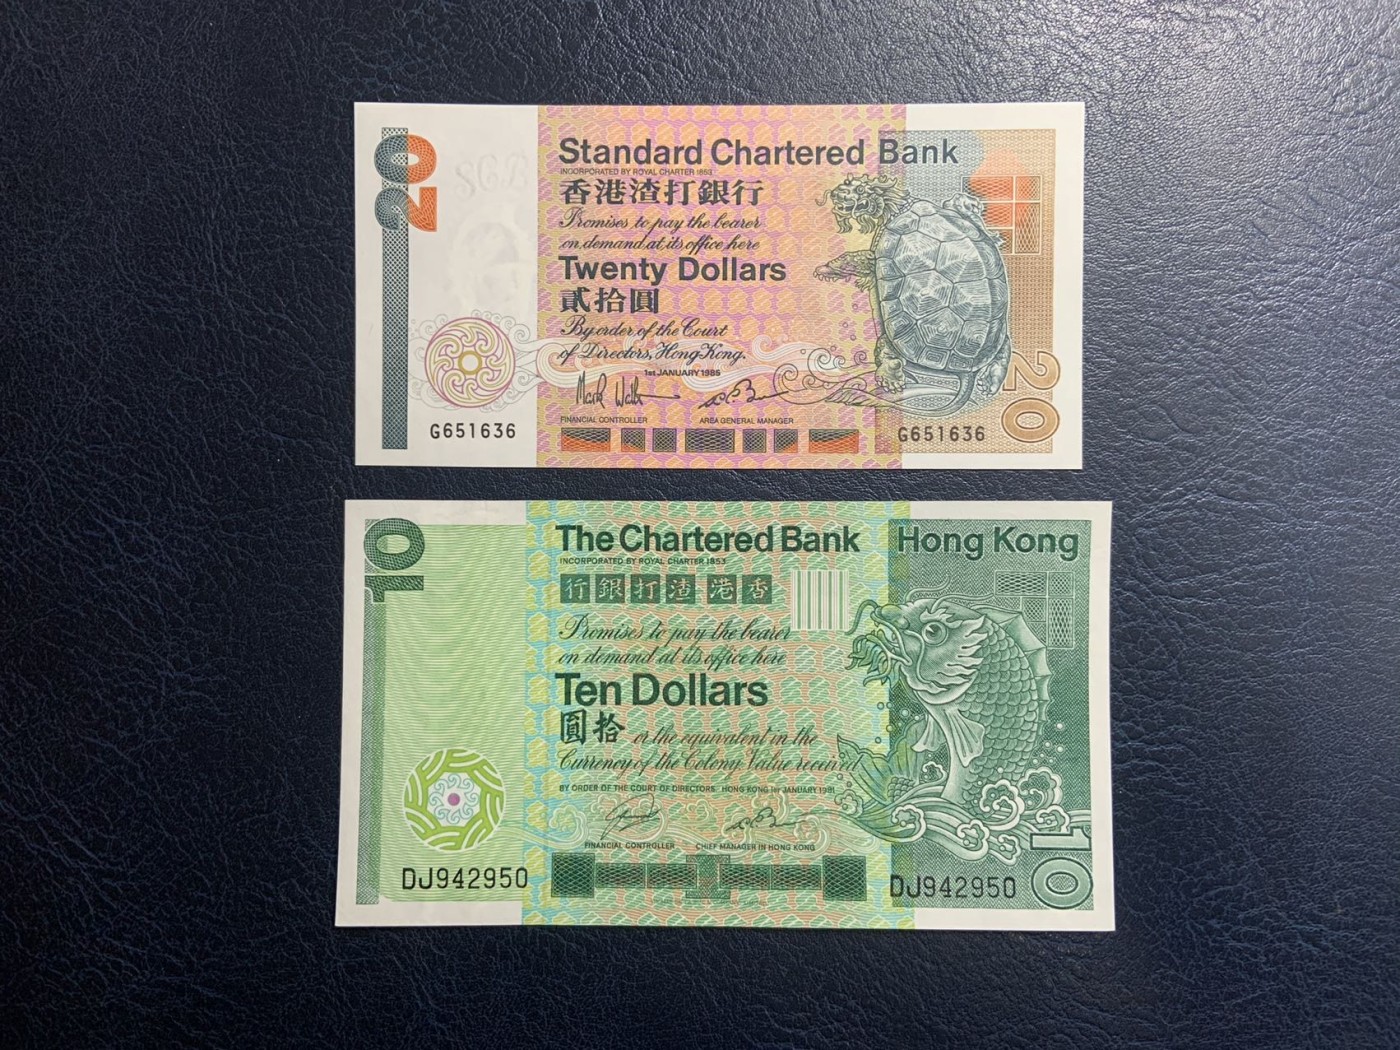 20
Standard Chartered Bank
INCORPORATED BY ROYAL CHARTER 1853
香港渣打銀行
Promises to pay the bearer
on demand at its office here
Twenty Dollars
貳拾圓
By order of the Court
of Directors, Hong Kong.
1st JANUARY 1985
FINANCIAL CONTROLLER AREA GENERAL MANAGER
G651636 G651636
20
10
The Chartered Bank Hong Kong
INCORPORATED BY ROYAL CHARTER 1853
行銀打渣港香
Promises to pay the bearer
on demand at its office here
Ten Dollars
圓拾 or the equivalent in the
Currency of the Colony Value received
BY ORDER OF THE COURT OF DIRECTORS HONG KONG 1st JANUARY 1981
FINANCIAL CONTROLLER CHIEF MANAGER IN HONG KONG
DJ942950 DJ942950
10